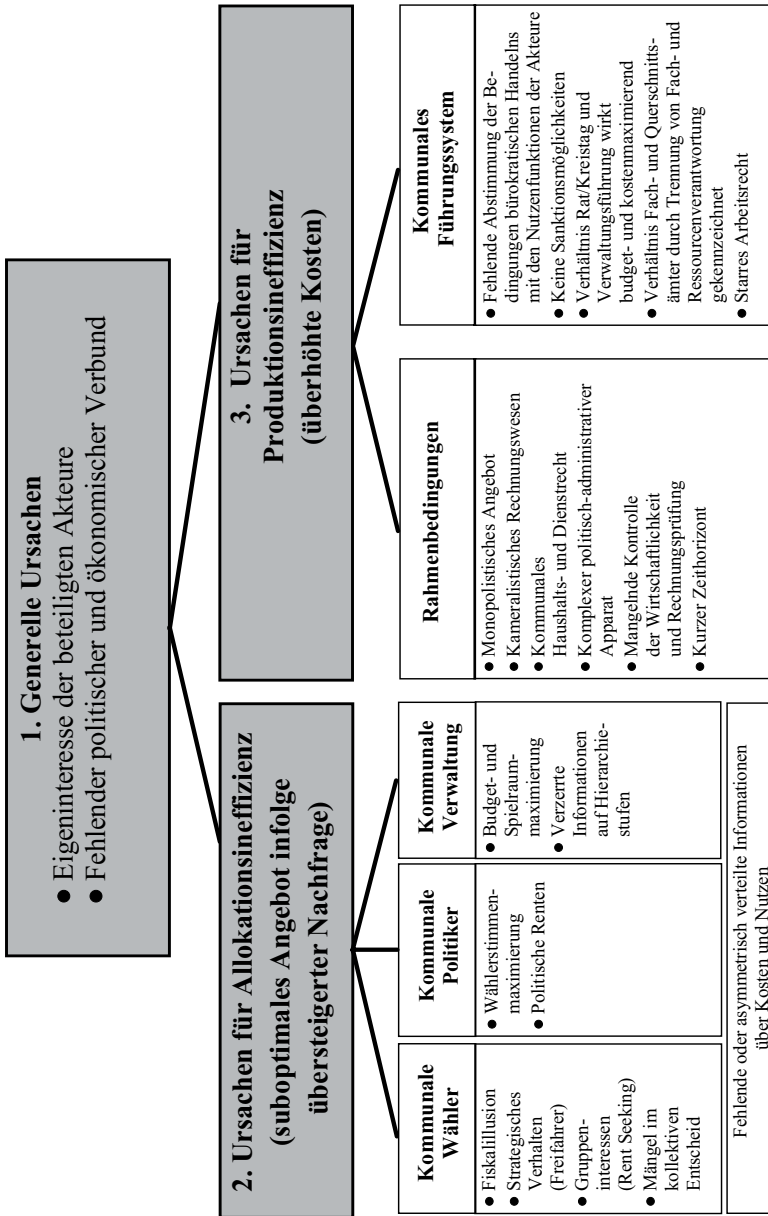 1. Generelle Ursachen
● Eigeninteresse der beteiligten Akteure
● Fehlender politischer und ökonomischer Verbund
2. Ursachen für Allokationsineffizienz
(suboptimales Angebot infolge
übersteigerter Nachfrage)
3. Ursachen für
Produktionsineffizienz
(überhöhte Kosten)
Kommunale
Wähler
● Fiskalillusion
● Strategisches
Verhalten
(Freifahrer)
● Gruppen-
interessen
(Rent Seeking)
● Mängel im
kollektiven
Entscheid
Kommunale
Politiker
● Wählerstimmen-
maximierung
● Politische Renten
Kommunale
Verwaltung
● Budget- und
Spielraum-
maximierung
● Verzerrte
Informationen
auf Hierarchie-
stufen
Fehlende oder asymmetrisch verteilte Informationen
über Kosten und Nutzen
Rahmenbedingungen
● Monopolistisches Angebot
● Kameralistisches Rechnungswesen
● Kommunales
Haushalts- und Dienstrecht
● Komplexer politisch-administrativer
Apparat
● Mangelnde Kontrolle
der Wirtschaftlichkeit
und Rechnungsprüfung
● Kurzer Zeithorizont
Kommunales
Führungssystem
● Fehlende Abstimmung der Be-
dingungen bürokratischen Handelns
mit den Nutzenfunktionen der Akteure
● Keine Sanktionsmöglichkeiten
● Verhältnis Rat/Kreistag und
Verwaltungsführung wirkt
budget- und kostenmaximierend
● Verhältnis Fach- und Querschnitts-
ämter durch Trennung von Fach- und
Ressourcenverantwortung
gekennzeichnet
● Starres Arbeitsrecht